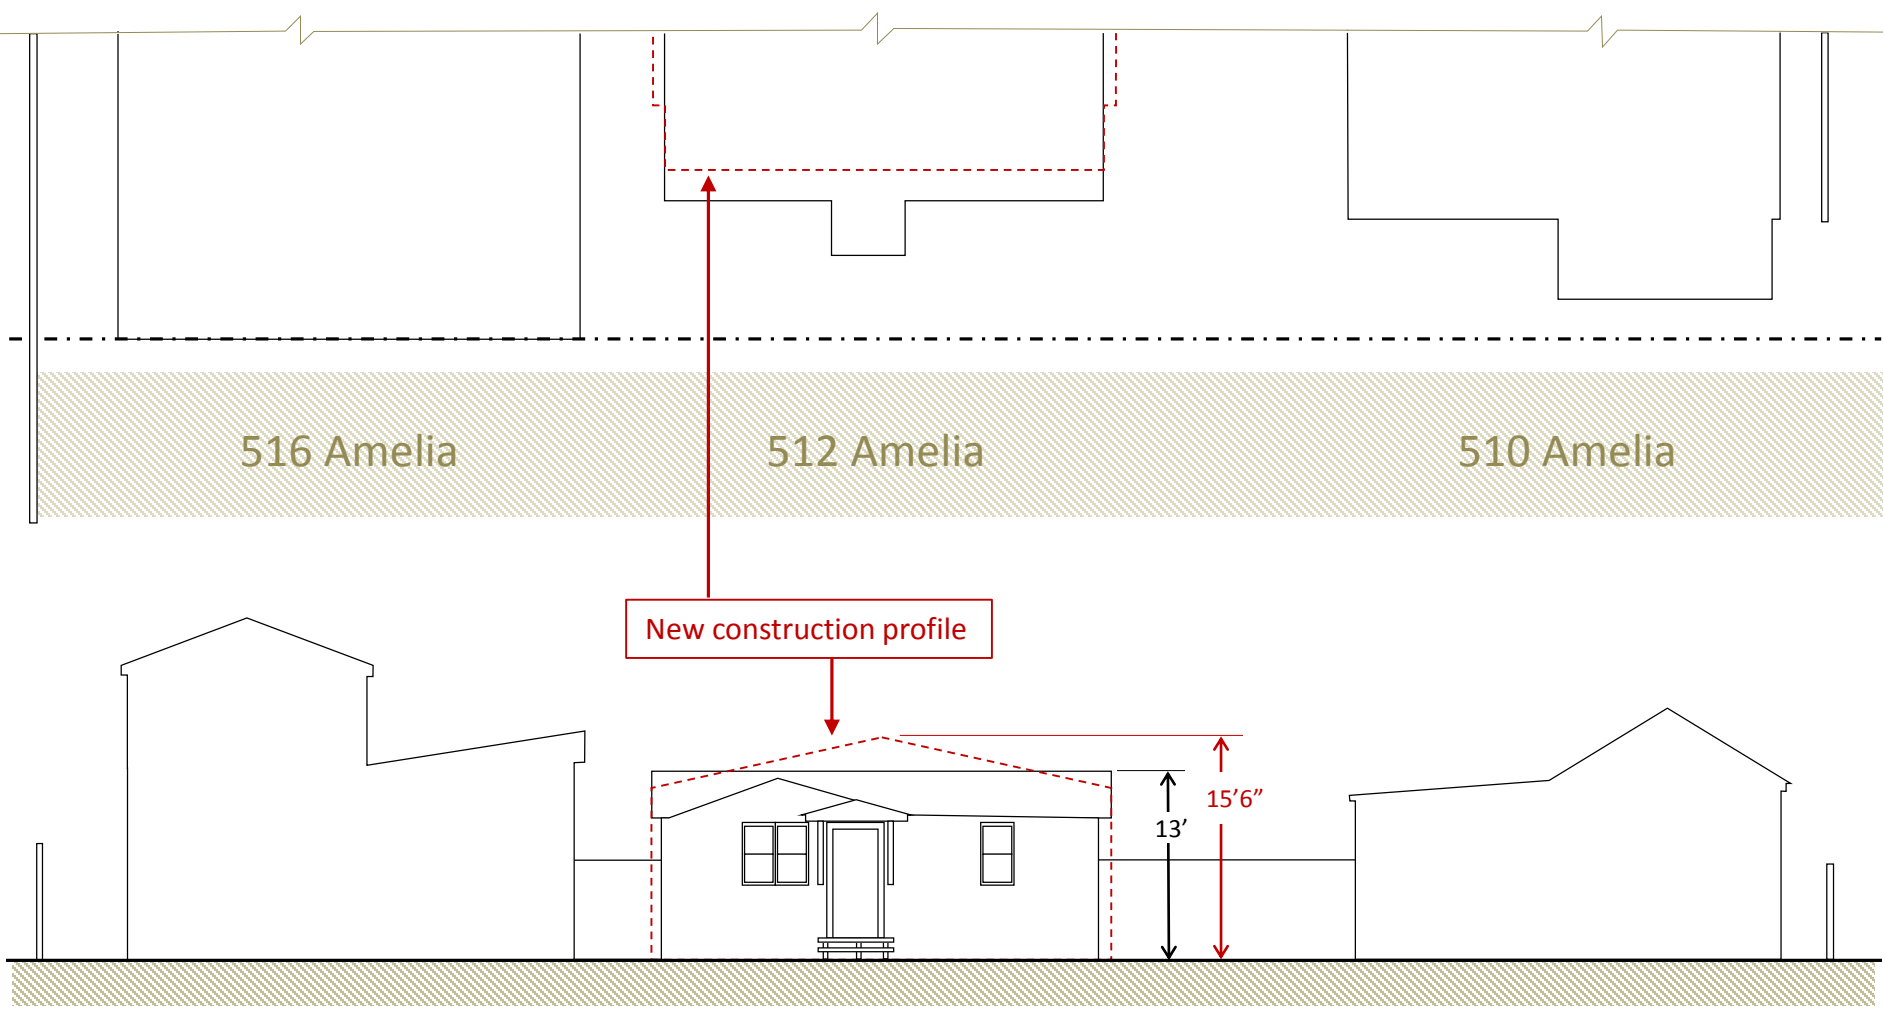 516 Amelia
512 Amelia
510 Amelia
New construction profile
15’6”
13’